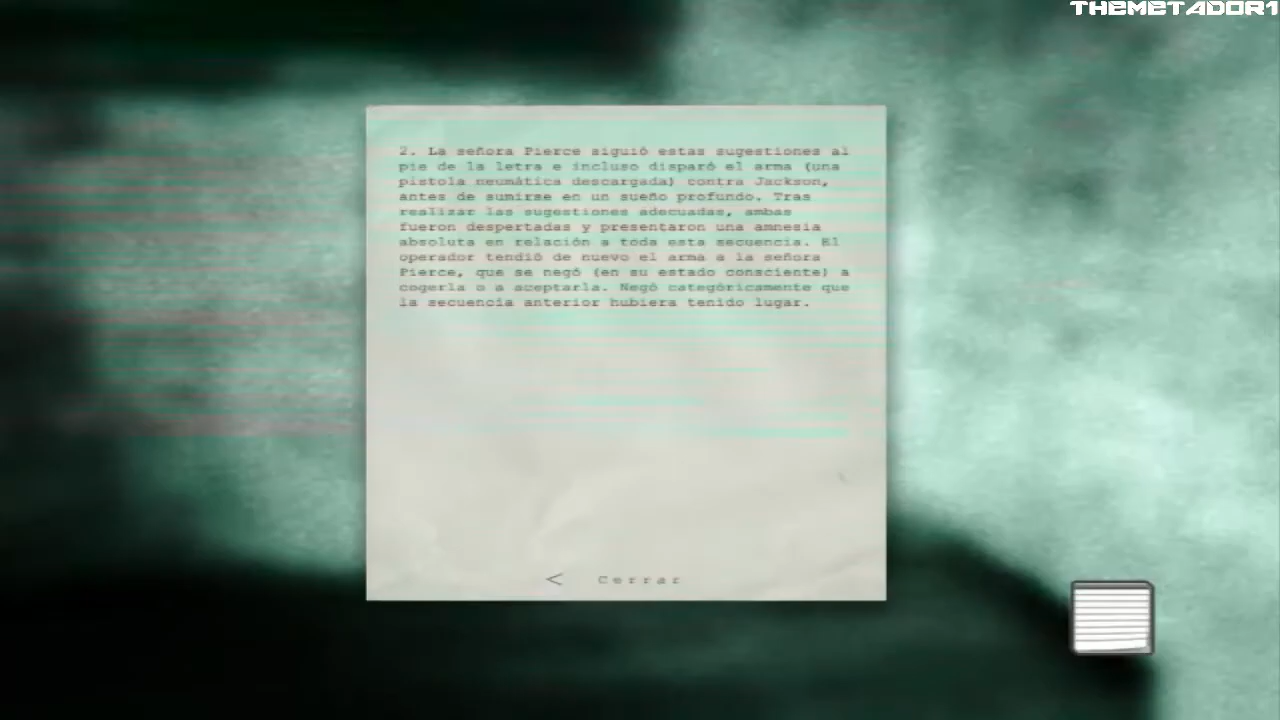 THEMETADOR1
2. La señora Pierce siguió estas sugestiones al
pie de la letra e incluso disparó el arma (una
pistola neumática descargada) contra Jackson,
antes de sumirse en un sueño profundo. Tras
realizar las sugestiones adecuadas, ambas
fueron despertadas y presentaron una amnesia
absoluta en relación a toda esta secuencia. El
operador tendió de nuevo el arma a la señora
Pierce, que se negó (en su estado consciente) a
cogerla o a aceptarla. Negó categóricamente que
la secuencia anterior hubiera tenido lugar.
< Cerrar